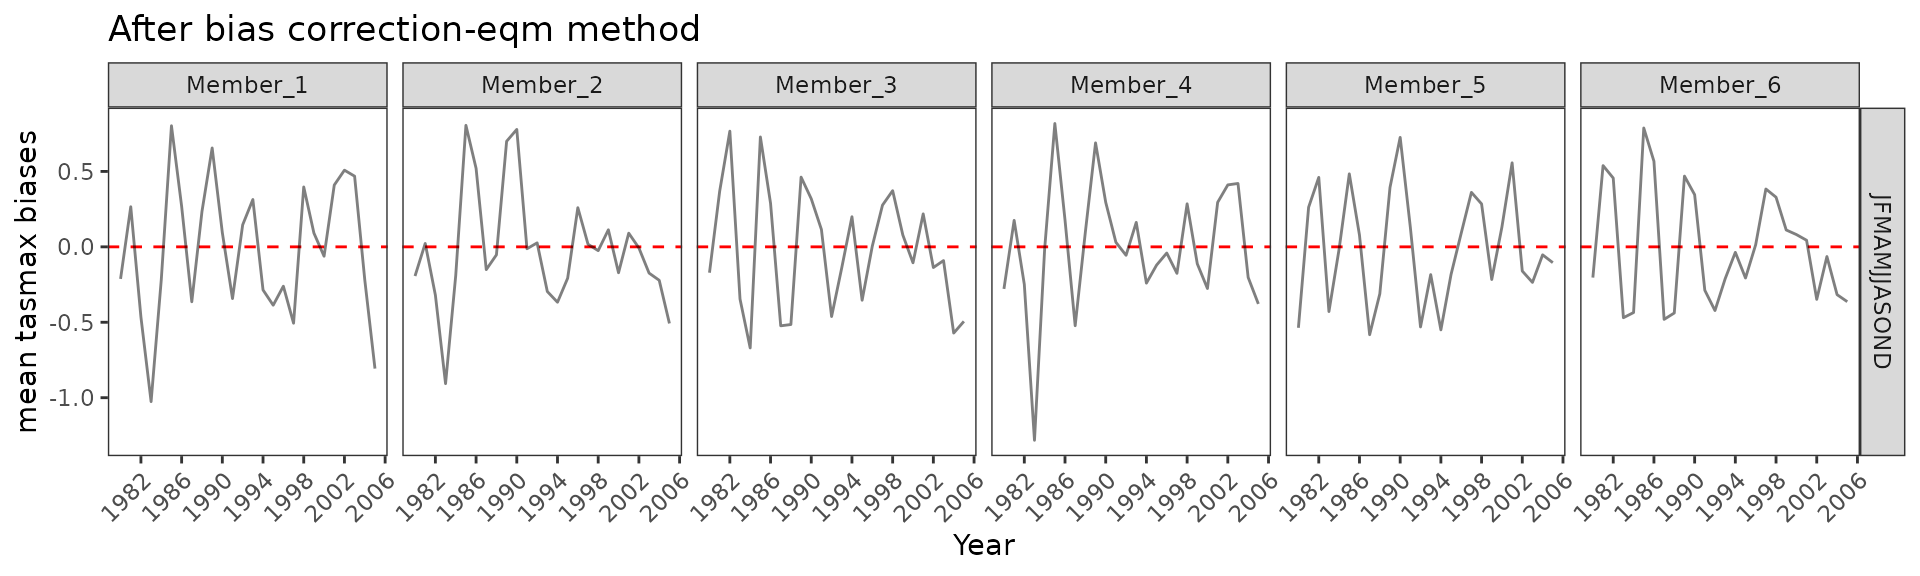 After bias correction-eqm method
Member_1 Member_2 Member_3 Member_4 Member_5 Member_6
mean tasmax biases
0.5
0.0
-0.5
-1.0
JFMAMJJASOND
1982 1986 1990 1994 1998 2002 2006 1982 1986 1990 1994 1998 2002 2006 1982 1986 1990 1994 1998 2002 2006 1982 1986 1990 1994 1998 2002 2006 1982 1986 1990 1994 1998 2002 2006 1982 1986 1990 1994 1998 2002 2006
Year